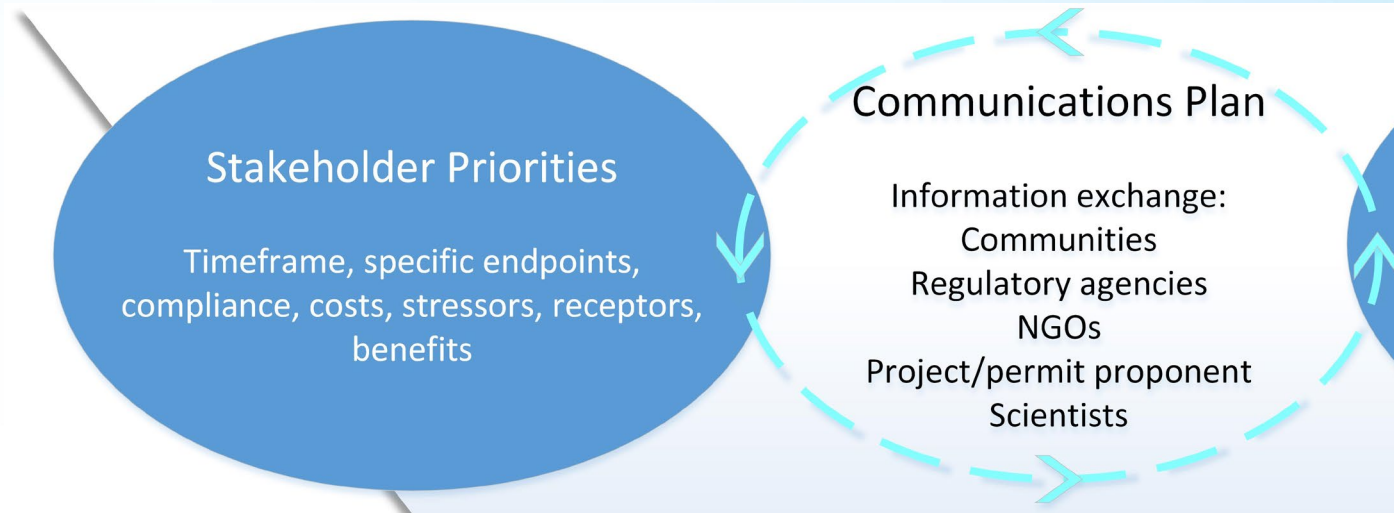 Stakeholder Priorities
Timeframe, specific endpoints,
compliance, costs, stressors, receptors,
benefits
Communications Plan
Information exchange:
Communities
Regulatory agencies
NGOs
Project/permit proponent
Scientists